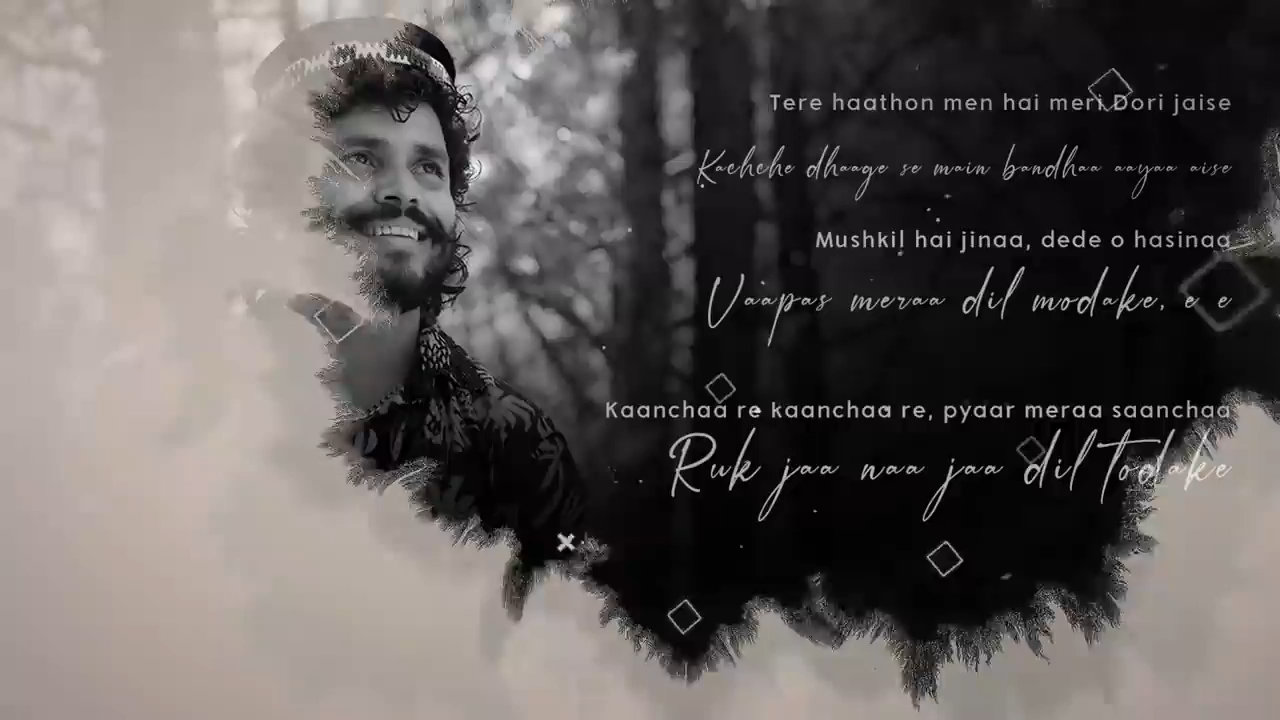 Tere haathon men hai meri Dori jaise
Kachche dhaage se main bandhaa aayaa aise
Mushkil hai jinaa, dede o hasinaa
Vaapas meraa dil modake, e e
Kaanchaa re kaanchaa re, pyaar meraa saanchaa
Ruk jaa naa jaa dil todake